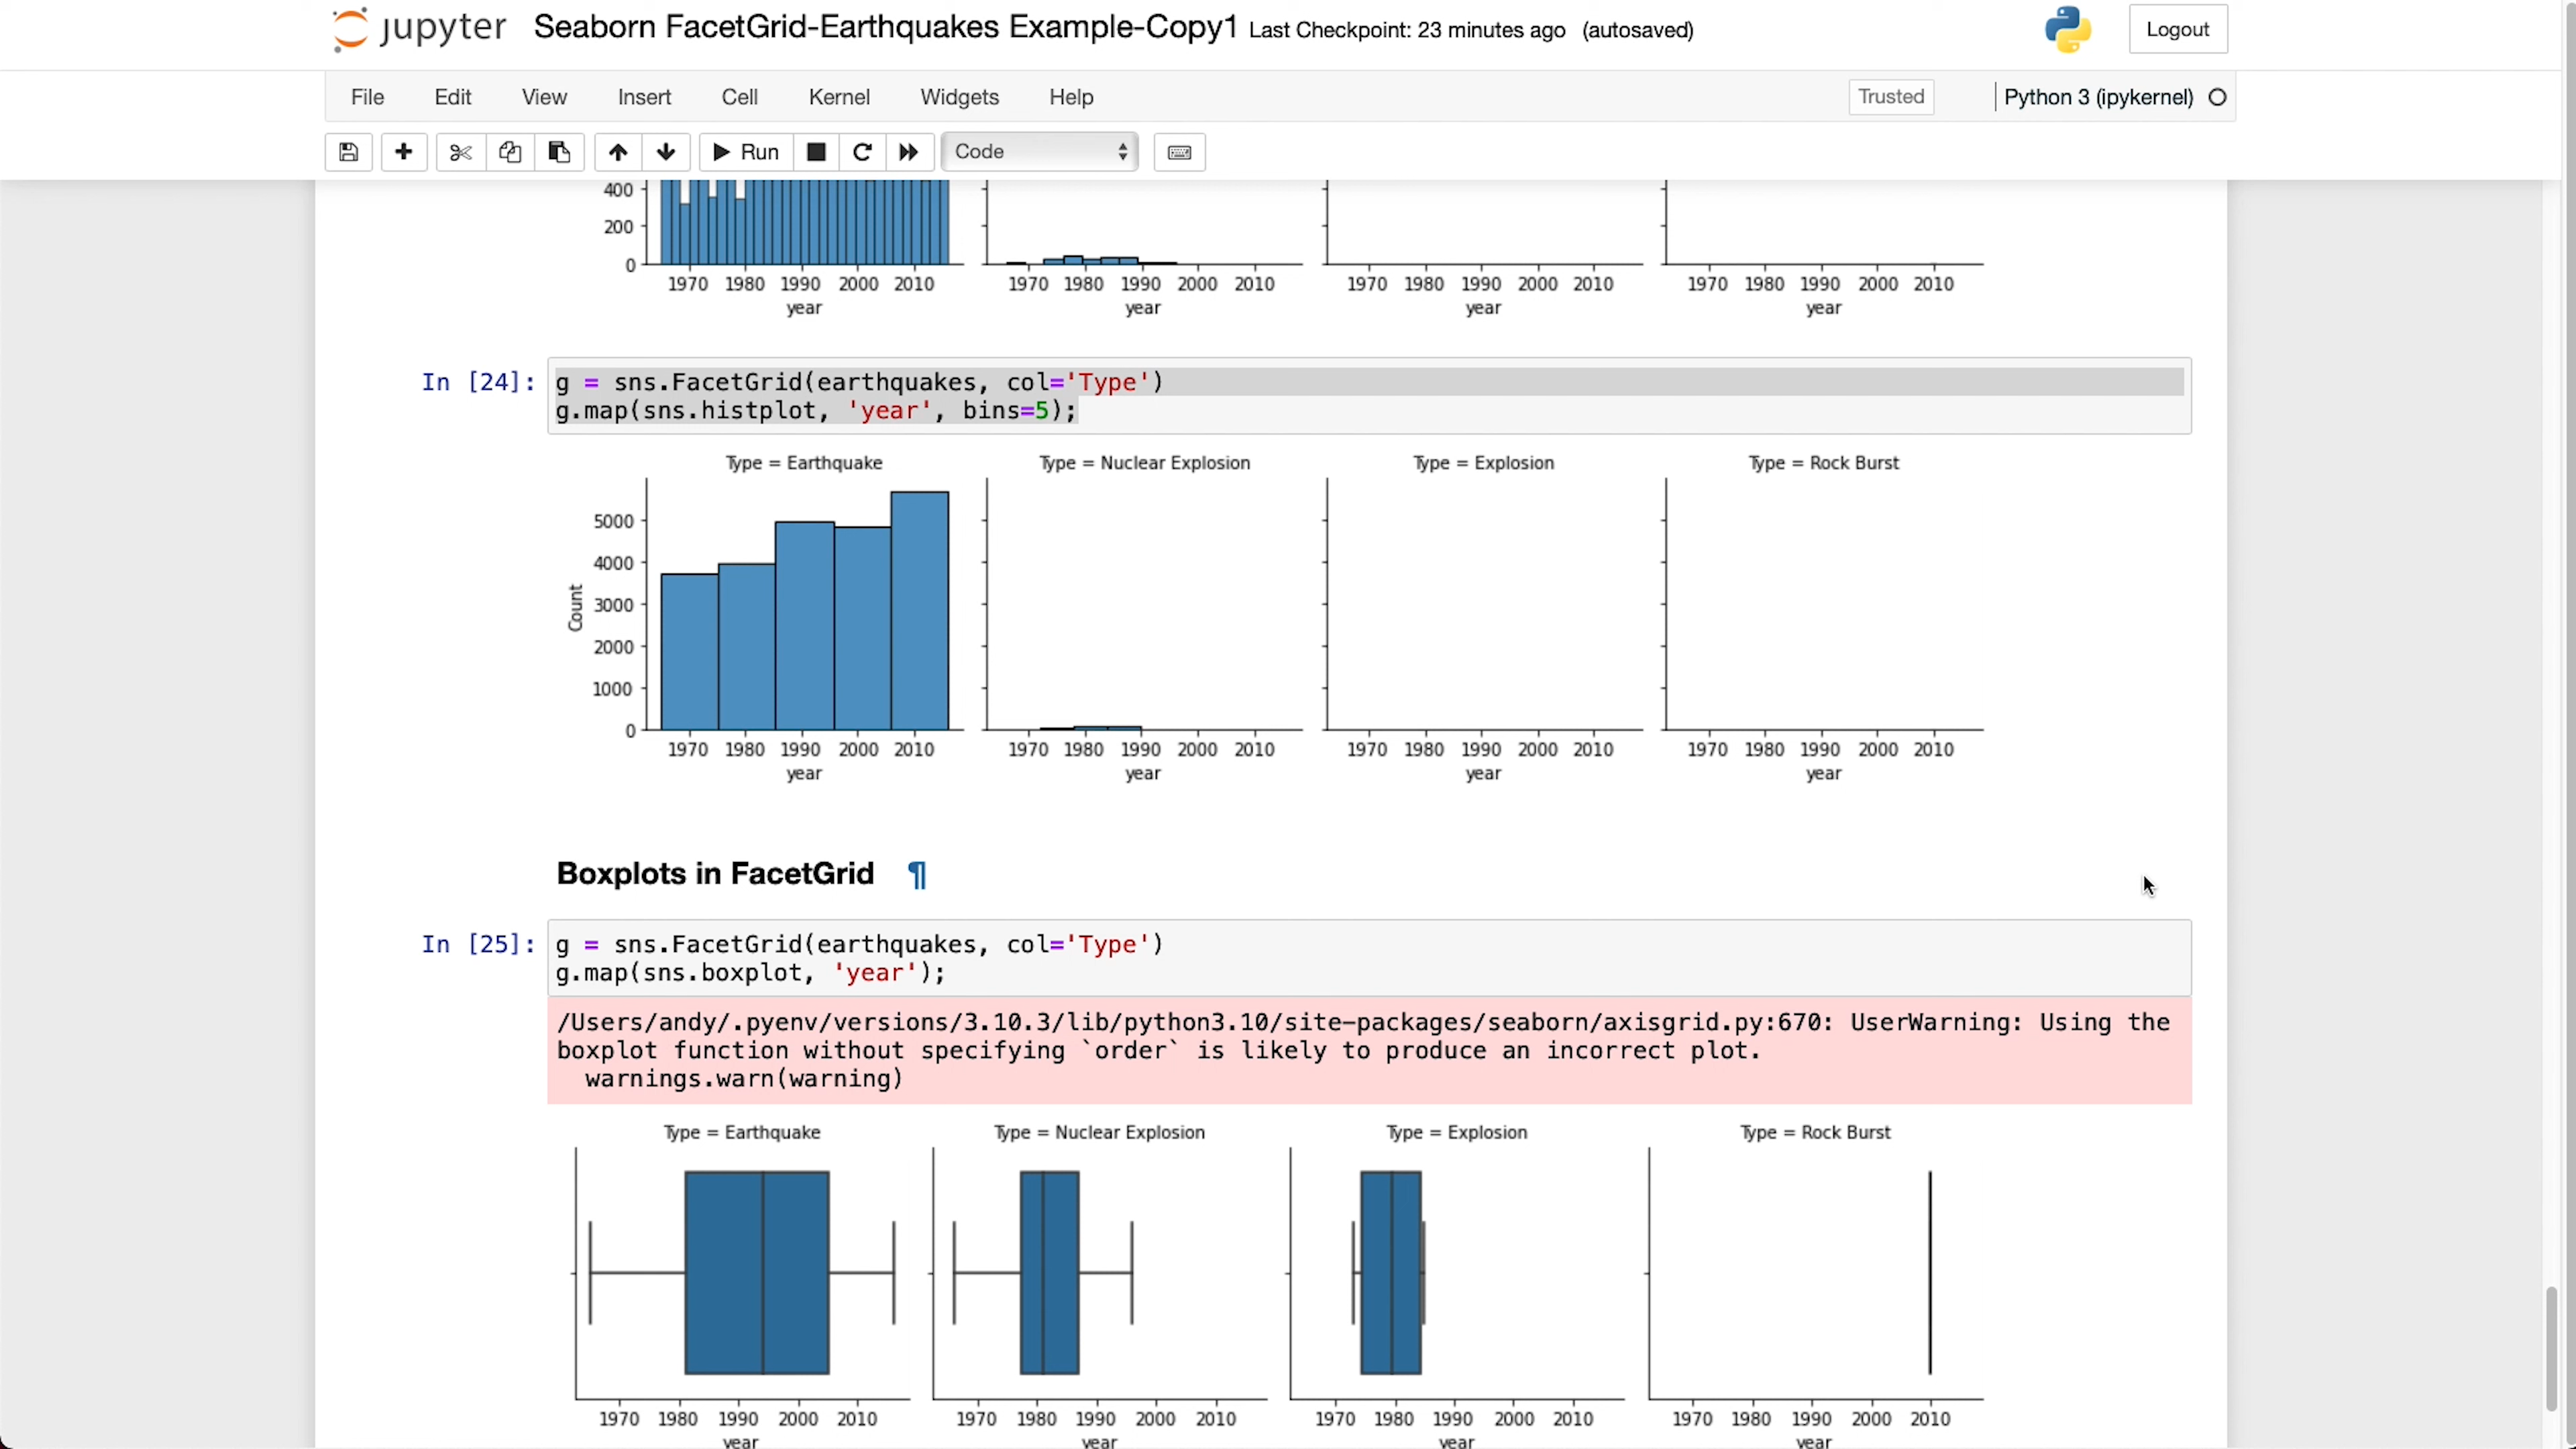 jupyter Seaborn FacetGrid-Earthquakes Example-Copy1 Last Checkpoint: 23 minutes ago (autosaved) Logout
File Edit View Insert Cell Kernel Widgets Help Trusted Python 3 (ipykernel)
Run Code
400
200
0
1970 1980 1990 2000 2010 1970 1980 1990 2000 2010 1970 1980 1990 2000 2010 1970 1980 1990 2000 2010
year year year year
In [24]: g = sns.FacetGrid(earthquakes, col='Type')
g.map(sns.histplot, 'year', bins=5);
Type = Earthquake Type = Nuclear Explosion Type = Explosion Type = Rock Burst
5000
4000
3000
2000
1000
0
Count
1970 1980 1990 2000 2010 1970 1980 1990 2000 2010 1970 1980 1990 2000 2010 1970 1980 1990 2000 2010
year year year year
Boxplots in FacetGrid ¶
In [25]: g = sns.FacetGrid(earthquakes, col='Type')
g.map(sns.boxplot, 'year');
/Users/andy/.pyenv/versions/3.10.3/lib/python3.10/site-packages/seaborn/axisgrid.py:670: UserWarning: Using the
boxplot function without specifying `order` is likely to produce an incorrect plot.
warnings.warn(warning)
Type = Earthquake Type = Nuclear Explosion Type = Explosion Type = Rock Burst
1970 1980 1990 2000 2010 1970 1980 1990 2000 2010 1970 1980 1990 2000 2010 1970 1980 1990 2000 2010
year year year year